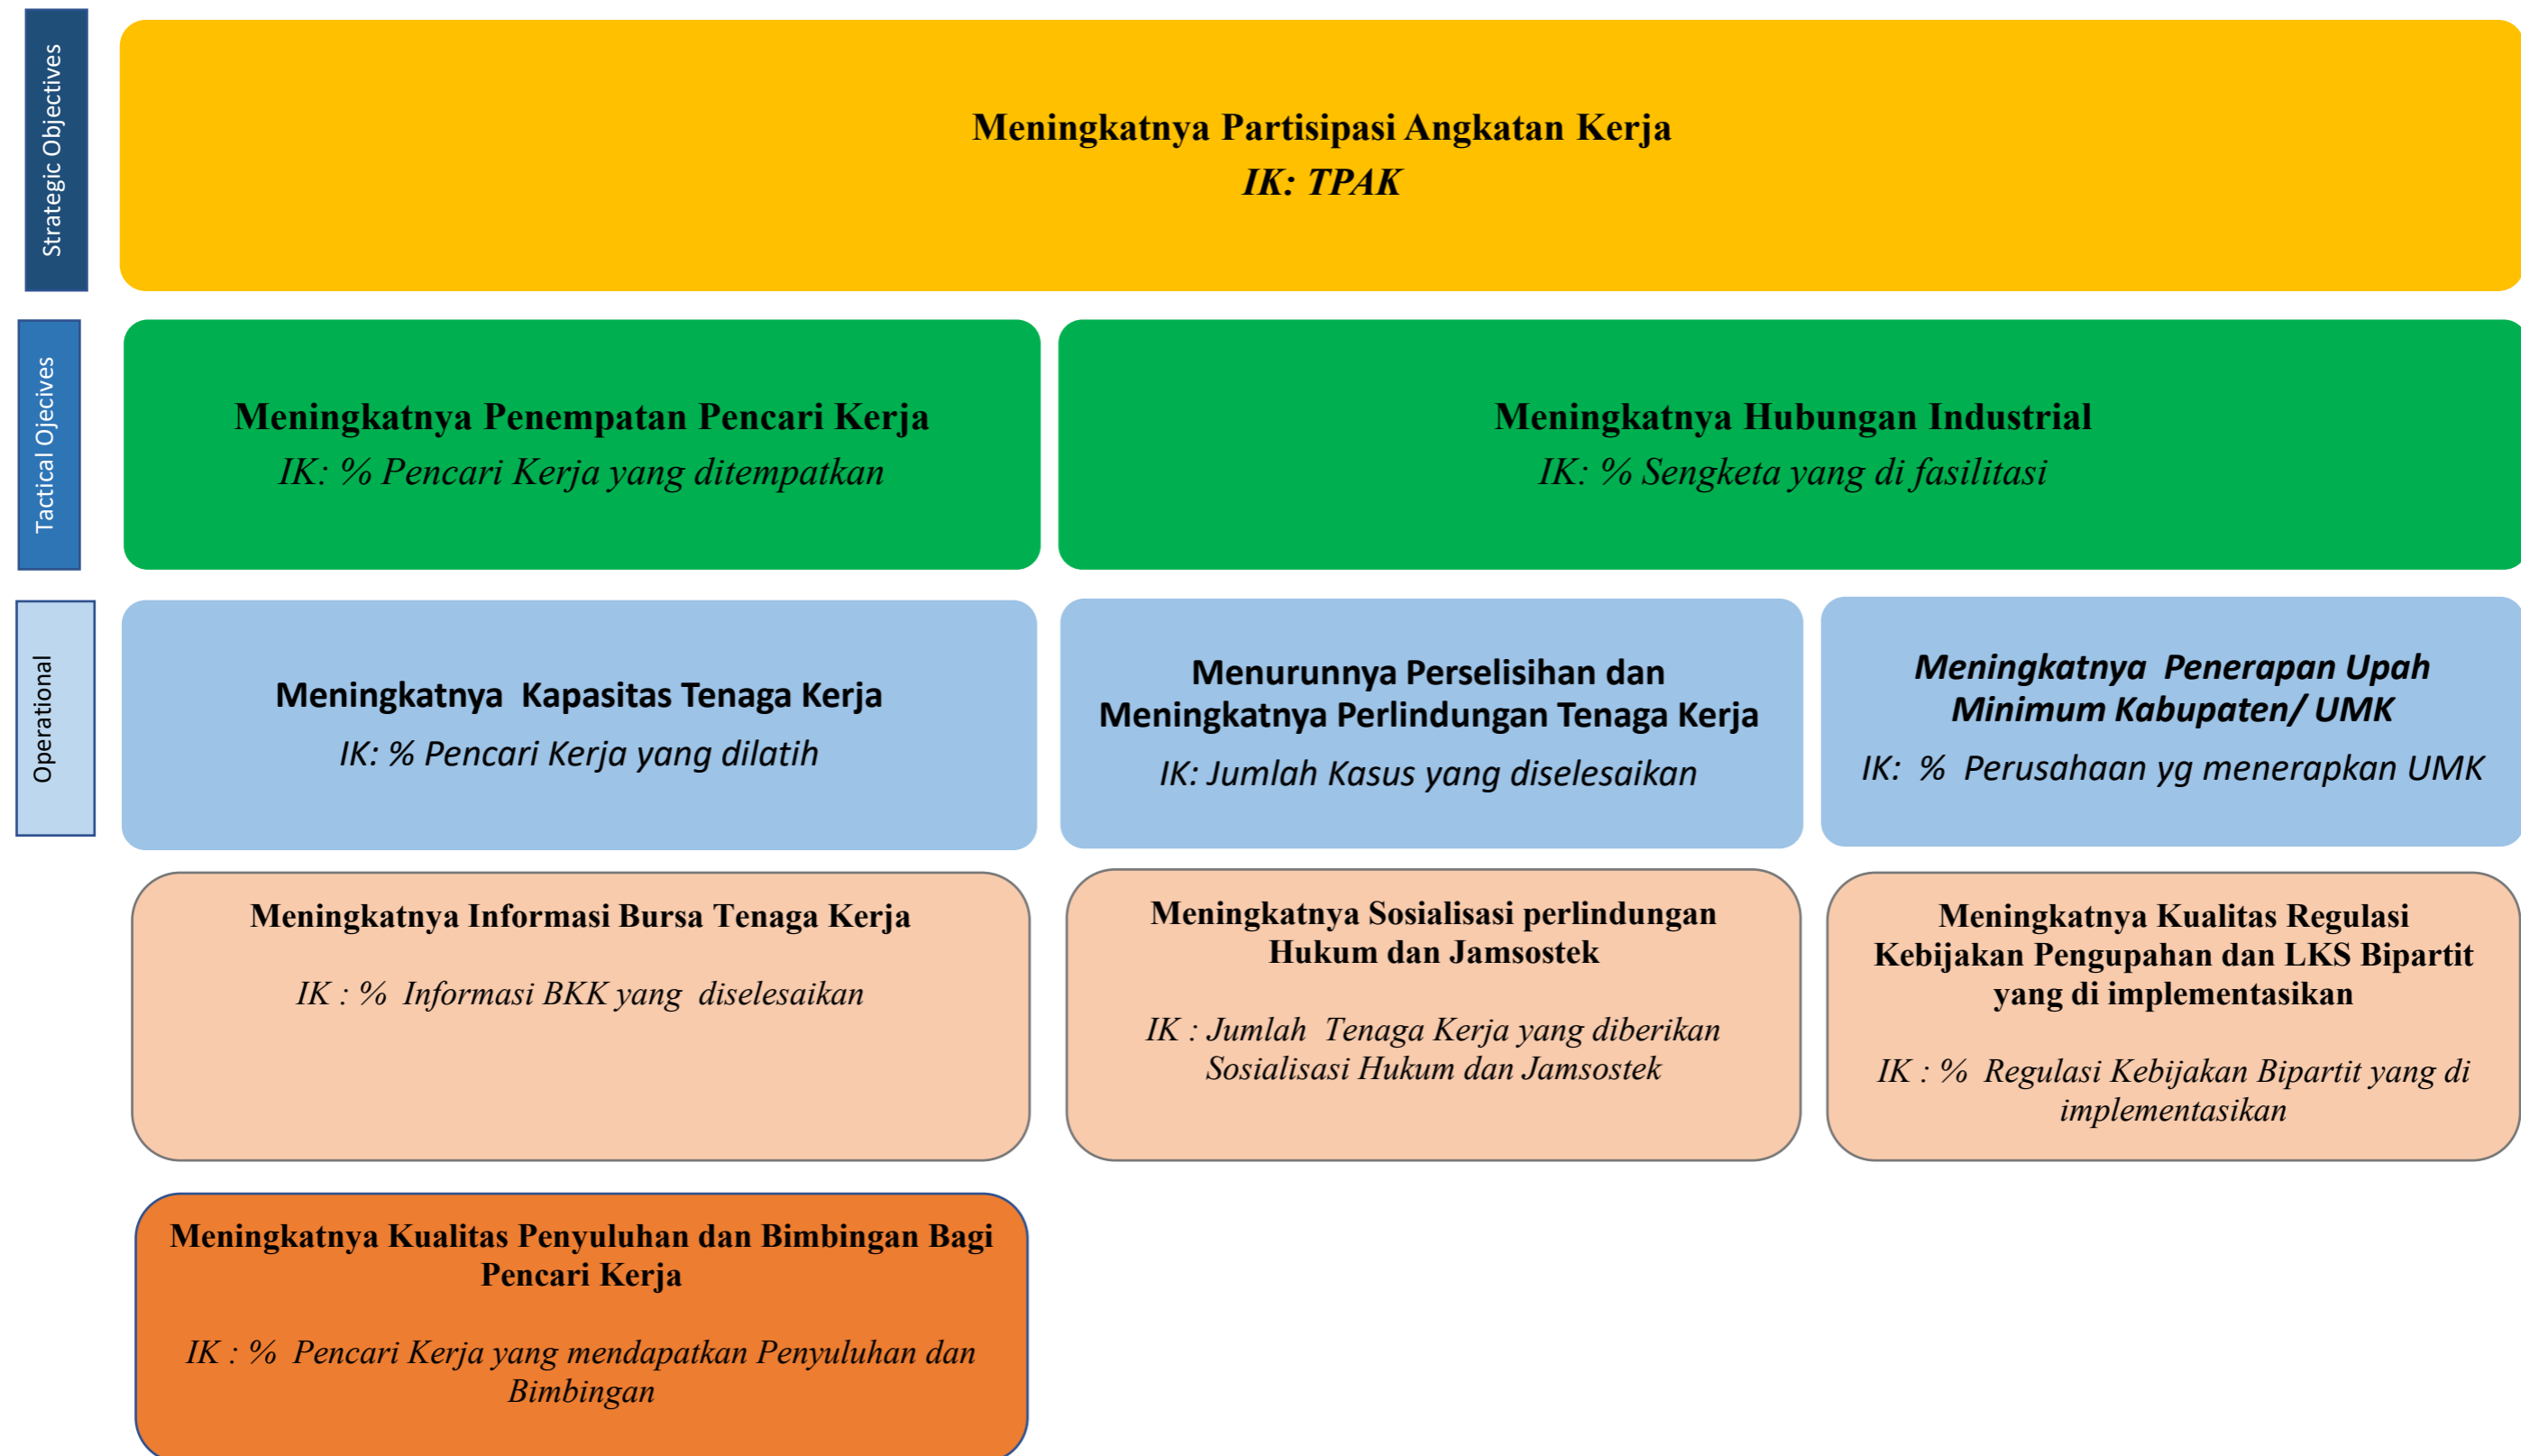 Strategic Objectives
Meningkatnya Partisipasi Angkatan Kerja
IK: TPAK
Tactical Ojecives
Meningkatnya Penempatan Pencari Kerja
IK: % Pencari Kerja yang ditempatkan
Meningkatnya Hubungan Industrial
IK: % Sengketa yang di fasilitasi
Operational
Meningkatnya Kapasitas Tenaga Kerja
IK: % Pencari Kerja yang dilatih
Menurunnya Perselisihan dan
Meningkatnya Perlindungan Tenaga Kerja
IK: Jumlah Kasus yang diselesaikan
Meningkatnya Penerapan Upah
Minimum Kabupaten/ UMK
IK: % Perusahaan yg menerapkan UMK
Meningkatnya Informasi Bursa Tenaga Kerja
IK : % Informasi BKK yang diselesaikan
Meningkatnya Sosialisasi perlindungan
Hukum dan Jamsostek
IK : Jumlah Tenaga Kerja yang diberikan
Sosialisasi Hukum dan Jamsostek
Meningkatnya Kualitas Regulasi
Kebijakan Pengupahan dan LKS Bipartit
yang di implementasikan
IK : % Regulasi Kebijakan Bipartit yang di
implementasikan
Meningkatnya Kualitas Penyuluhan dan Bimbingan Bagi
Pencari Kerja
IK : % Pencari Kerja yang mendapatkan Penyuluhan dan
Bimbingan